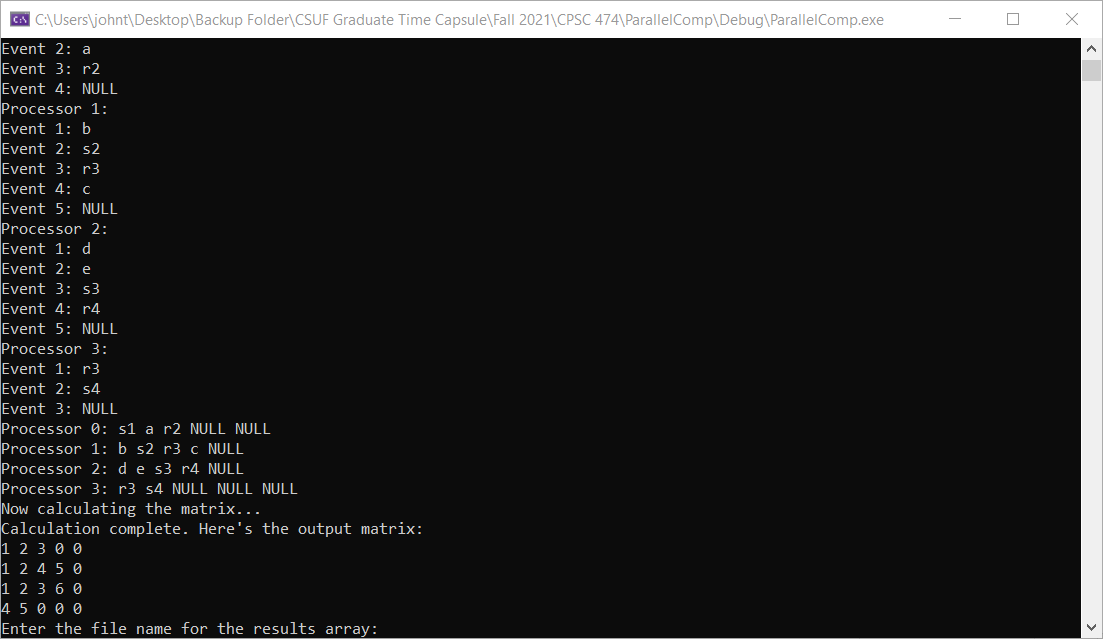 C:\Users\johnt\Desktop\Backup Folder\CSUF Graduate Time Capsule\Fall 2021\CPSC 474\ParallelComp\Debug\ParallelComp.exe
Event 2: a
Event 3: r2
Event 4: NULL
Processor 1:
Event 1: b
Event 2: s2
Event 3: r3
Event 4: c
Event 5: NULL
Processor 2:
Event 1: d
Event 2: e
Event 3: s3
Event 4: r4
Event 5: NULL
Processor 3:
Event 1: r3
Event 2: s4
Event 3: NULL
Processor 0: s1 a r2 NULL NULL
Processor 1: b s2 r3 c NULL
Processor 2: d e s3 r4 NULL
Processor 3: r3 s4 NULL NULL NULL
Now calculating the matrix...
Calculation complete. Here's the output matrix:
1 2 3 0 0
1 2 4 5 0
1 2 3 6 0
4 5 0 0 0
Enter the file name for the results array: